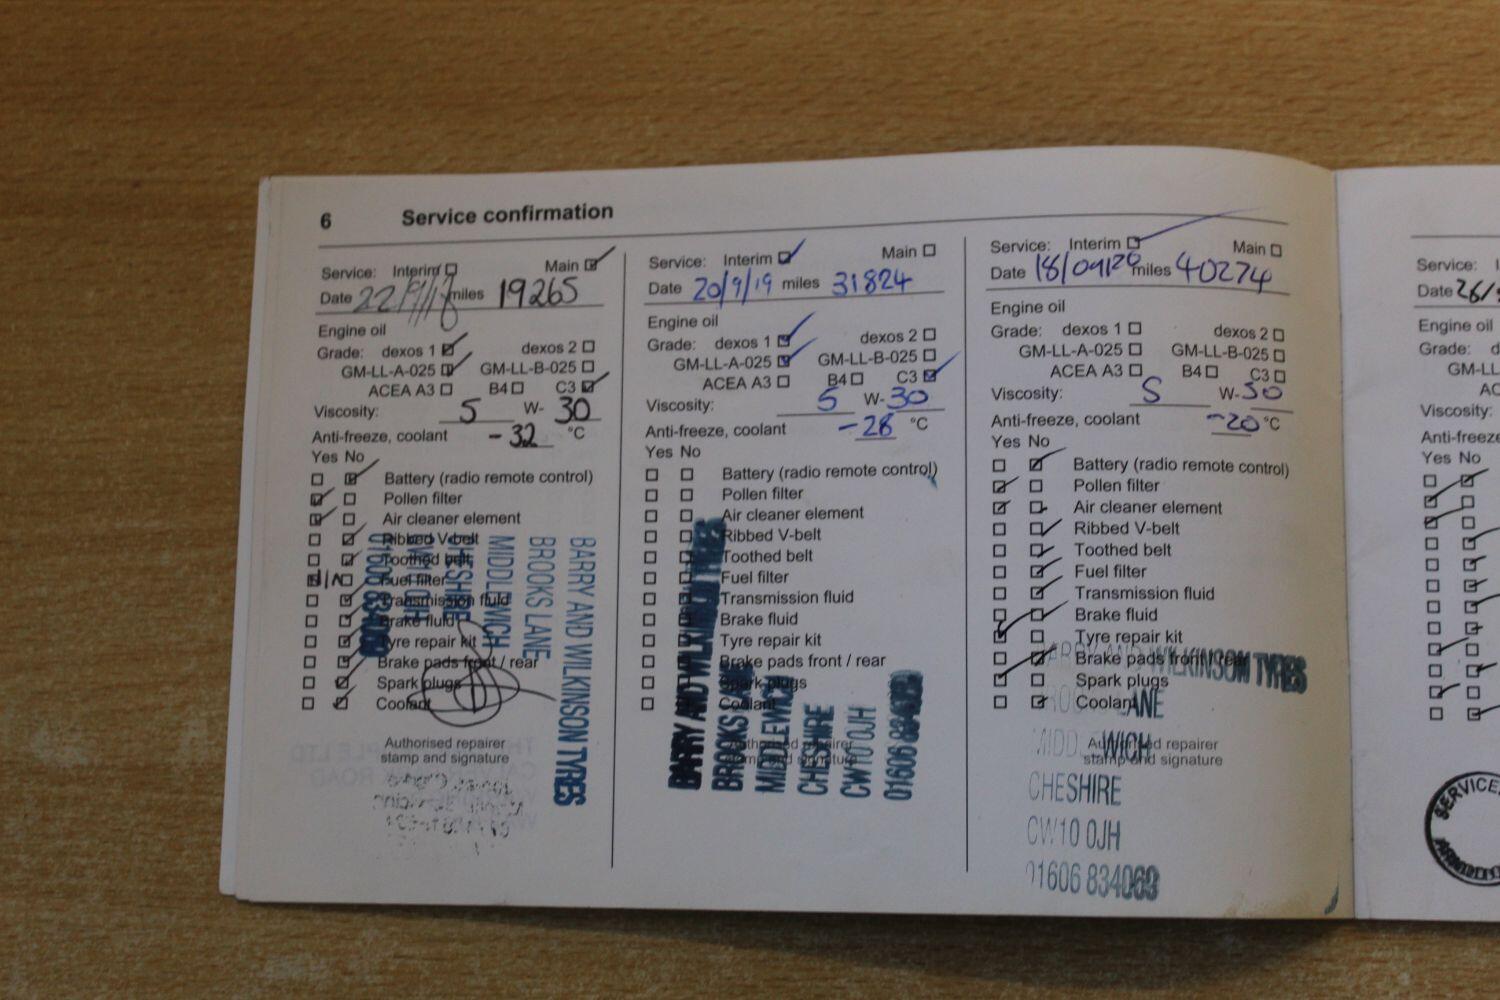 6 Service confirmation
Service: Interim Main
Date 22/9/18 miles 19265
Engine oil
Grade: dexos 1 dexos 2
GM-LL-A-025 GM-LL-B-025
ACEA A3 B4 C3
Viscosity: 5 W- 30
Anti-freeze, coolant -32 °C
Yes No
Battery (radio remote control)
Pollen filter
Air cleaner element
Ribbed V-belt
Toothed belt
Fuel filter
Transmission fluid
Brake fluid
Tyre repair kit
Brake pads front / rear
Spark plugs
Coolant
Authorised repairer
stamp and signature
BARRY AND WILKINSON TYRES
BROOKS LANE
MIDDLEWICH
CHESHIRE
Service: Interim Main
Date 20/9/19 miles 31824
Engine oil
Grade: dexos 1 dexos 2
GM-LL-A-025 GM-LL-B-025
ACEA A3 B4 C3
Viscosity: 5 W- 30
Anti-freeze, coolant -28 °C
Yes No
Battery (radio remote control)
Pollen filter
Air cleaner element
Ribbed V-belt
Toothed belt
Fuel filter
Transmission fluid
Brake fluid
Tyre repair kit
Brake pads front / rear
Spark plugs
Coolant
Authorised repairer
stamp and signature
BARRY AND WILKINSON TYRES
BROOKS LANE
MIDDLEWICH
CHESHIRE
CW10 0JH
01606 834063
Service: Interim Main
Date 18/09/20 miles 40274
Engine oil
Grade: dexos 1 dexos 2
GM-LL-A-025 GM-LL-B-025
ACEA A3 B4 C3
Viscosity: 5 W-30
Anti-freeze, coolant -20 °C
Yes No
Battery (radio remote control)
Pollen filter
Air cleaner element
Ribbed V-belt
Toothed belt
Fuel filter
Transmission fluid
Brake fluid
Tyre repair kit
Brake pads front / rear
Spark plugs
Coolant
Authorised repairer
stamp and signature
BARRY AND WILKINSON TYRES
BROOKS LANE
MIDDLEWICH
CHESHIRE
CW10 0JH
01606 834063
Service:
Date 26/
Engine oil
Grade:
Viscosity:
Anti-freeze
Yes No
SERVICE